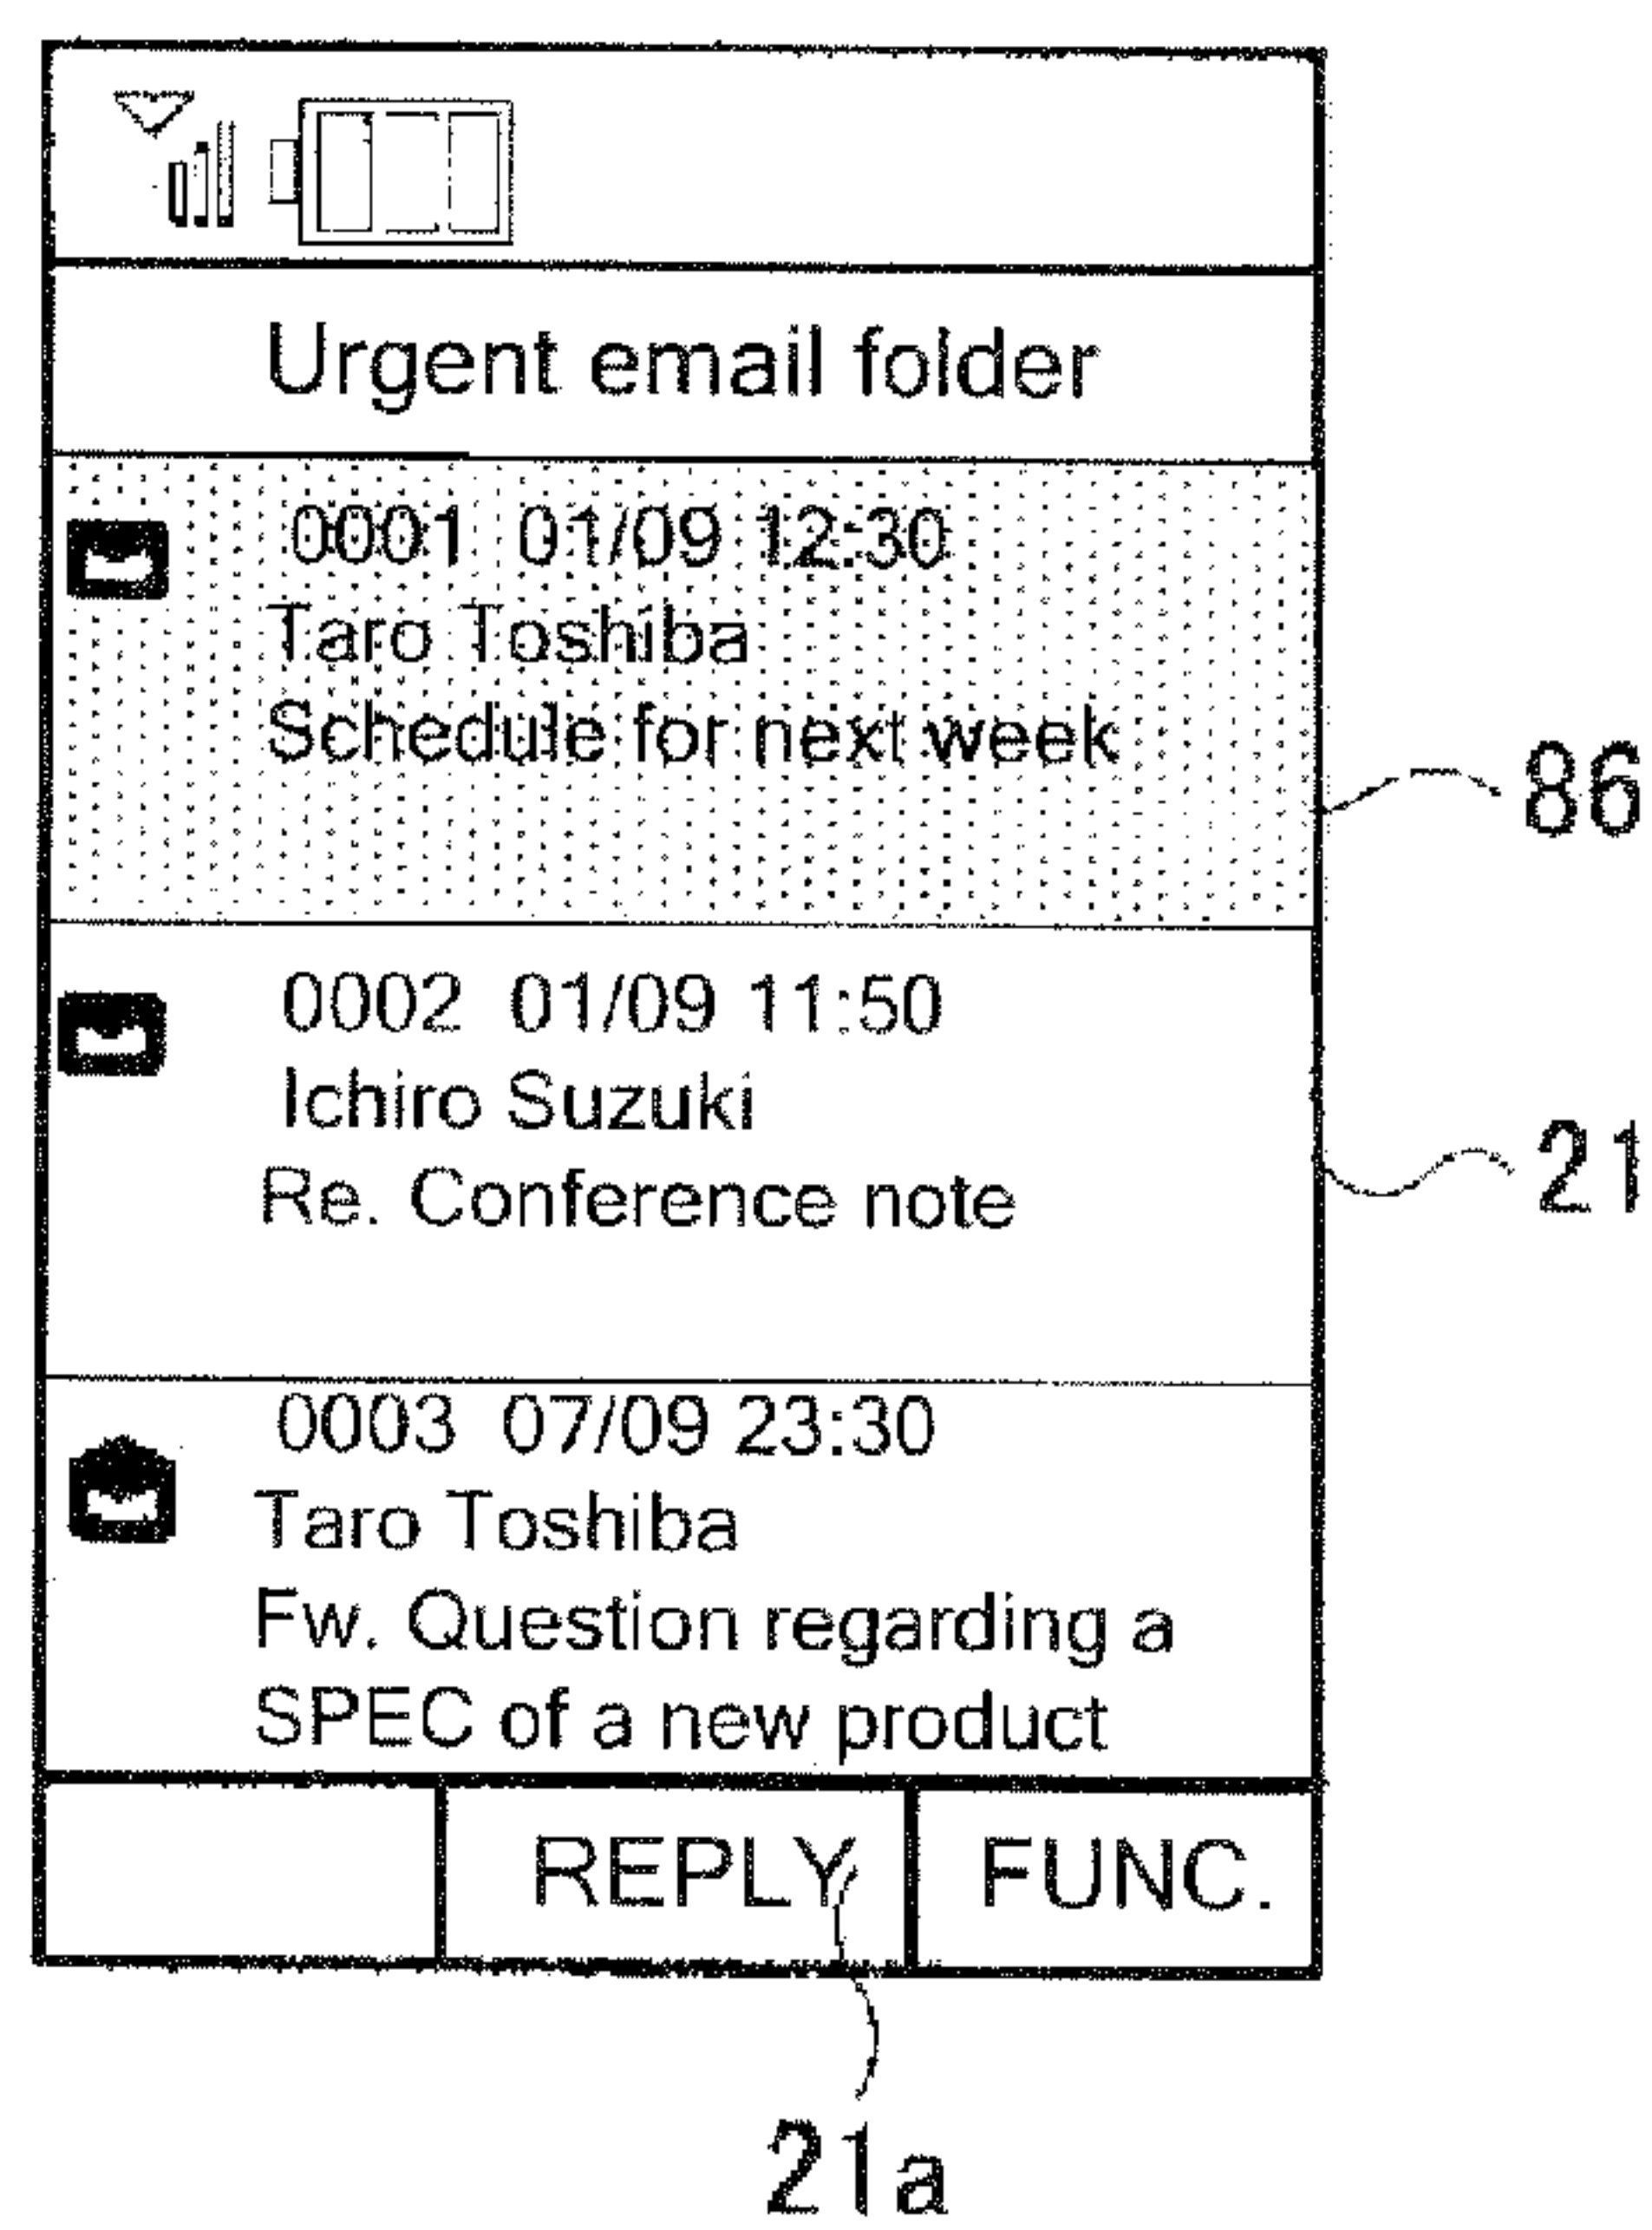 Urgent email folder
0001 01/09 12:30
Taro Toshiba
Schedule for next week
86
0002 01/09 11:50
Ichiro Suzuki
21
Re. Conference note
0003 07/09 23:30
Taro Toshiba
Fw. Question regarding a
SPEC of a new product
REPLY FUNC.
21a